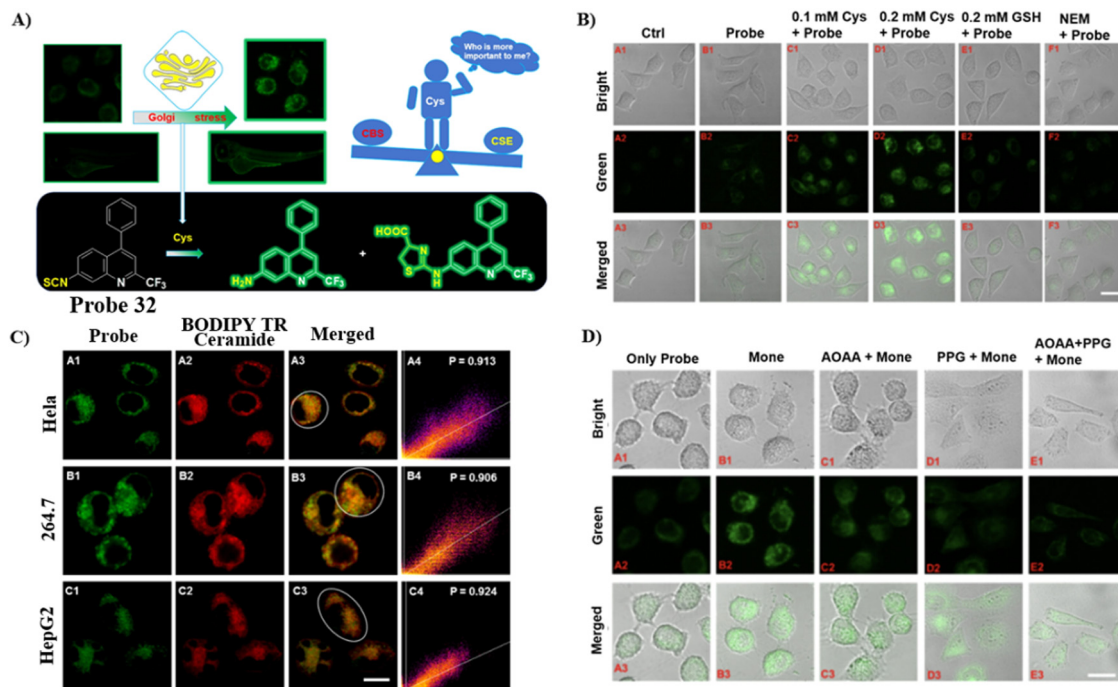 A)
Who is more
important to me?
Cys
CBS
CSE
Golgi stress
Cys
SCN
N
CF3
Probe 32
H2N
N
CF3
+
HOOC
N
S
N
H
N
CF3
B)
Ctrl
Probe
0.1 mM Cys
+ Probe
0.2 mM Cys
+ Probe
0.2 mM GSH
+ Probe
NEM
+ Probe
Bright
A1
B1
C1
D1
E1
F1
Green
A2
B2
C2
D2
E2
F2
Merged
A3
B3
C3
D3
E3
F3
C)
Probe
BODIPY TR
Ceramide
Merged
Hela
A1
A2
A3
A4
P = 0.913
264.7
B1
B2
B3
B4
P = 0.906
HepG2
C1
C2
C3
C4
P = 0.924
D)
Only Probe
Mone
AOAA + Mone
PPG + Mone
AOAA+PPG
+ Mone
Bright
A1
B1
C1
D1
E1
Green
A2
B2
C2
D2
E2
Merged
A3
B3
C3
D3
E3